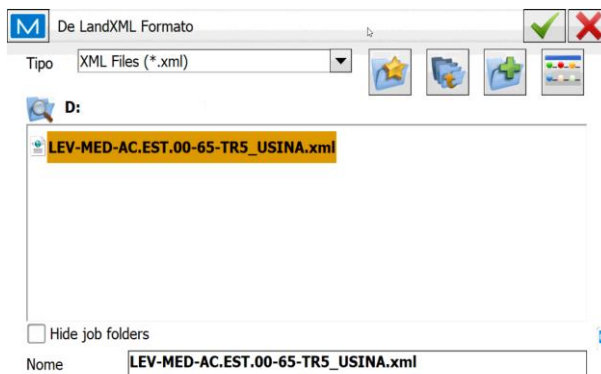 M De LandXML Formato
Tipo XML Files (*.xml)
D:
LEV-MED-AC.EST.00-65-TR5_USINA.xml
Hide job folders
Nome LEV-MED-AC.EST.00-65-TR5_USINA.xml